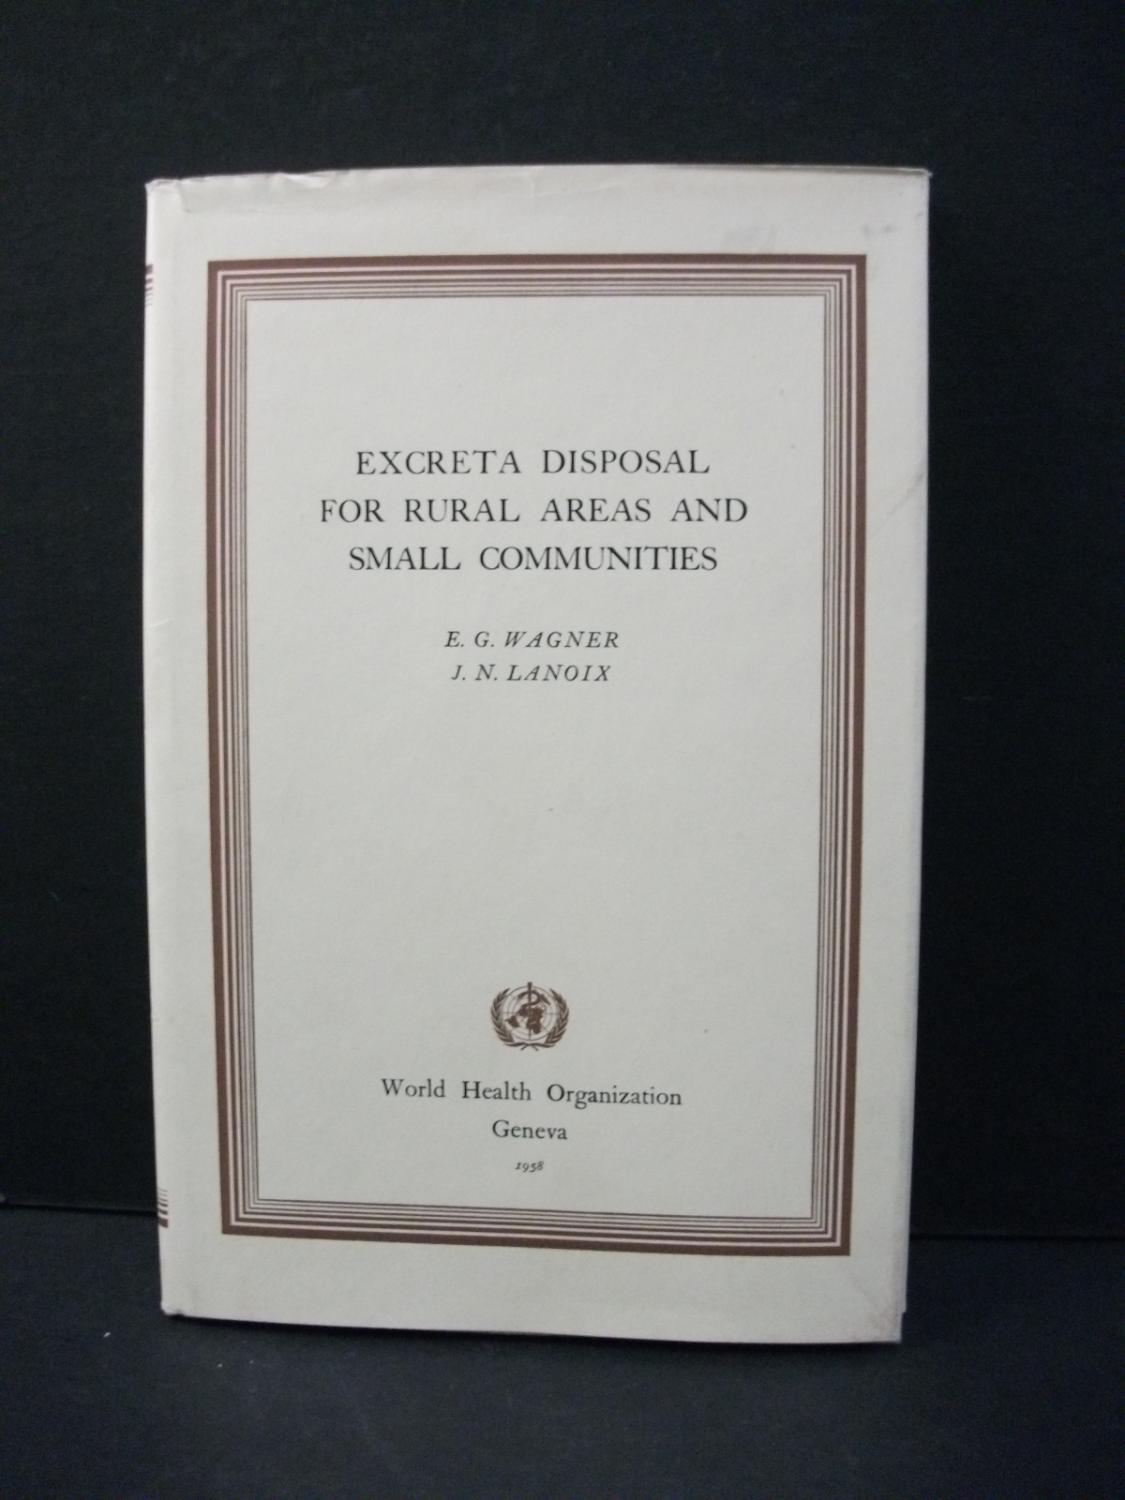 EXCRETA DISPOSAL
FOR RURAL AREAS AND
SMALL COMMUNITIES
E. G. WAGNER
J. N. LANOIX
World Health Organization
Geneva
1958